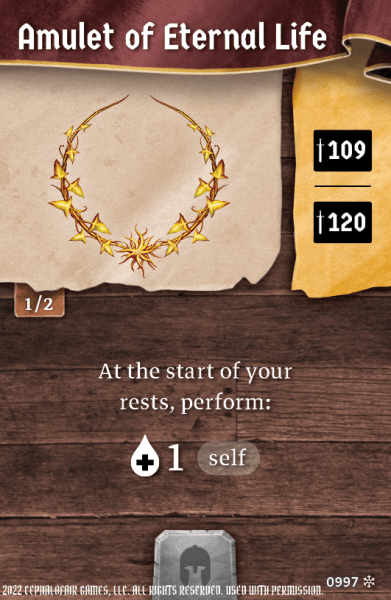 Amulet of Eternal Life
109
120
1/2
At the start of your
rests, perform:
1 self
0997
2022 CEPHALOFAIR GAMES, LLC. ALL RIGHTS RESERVED. USED WITH PERMISSION.